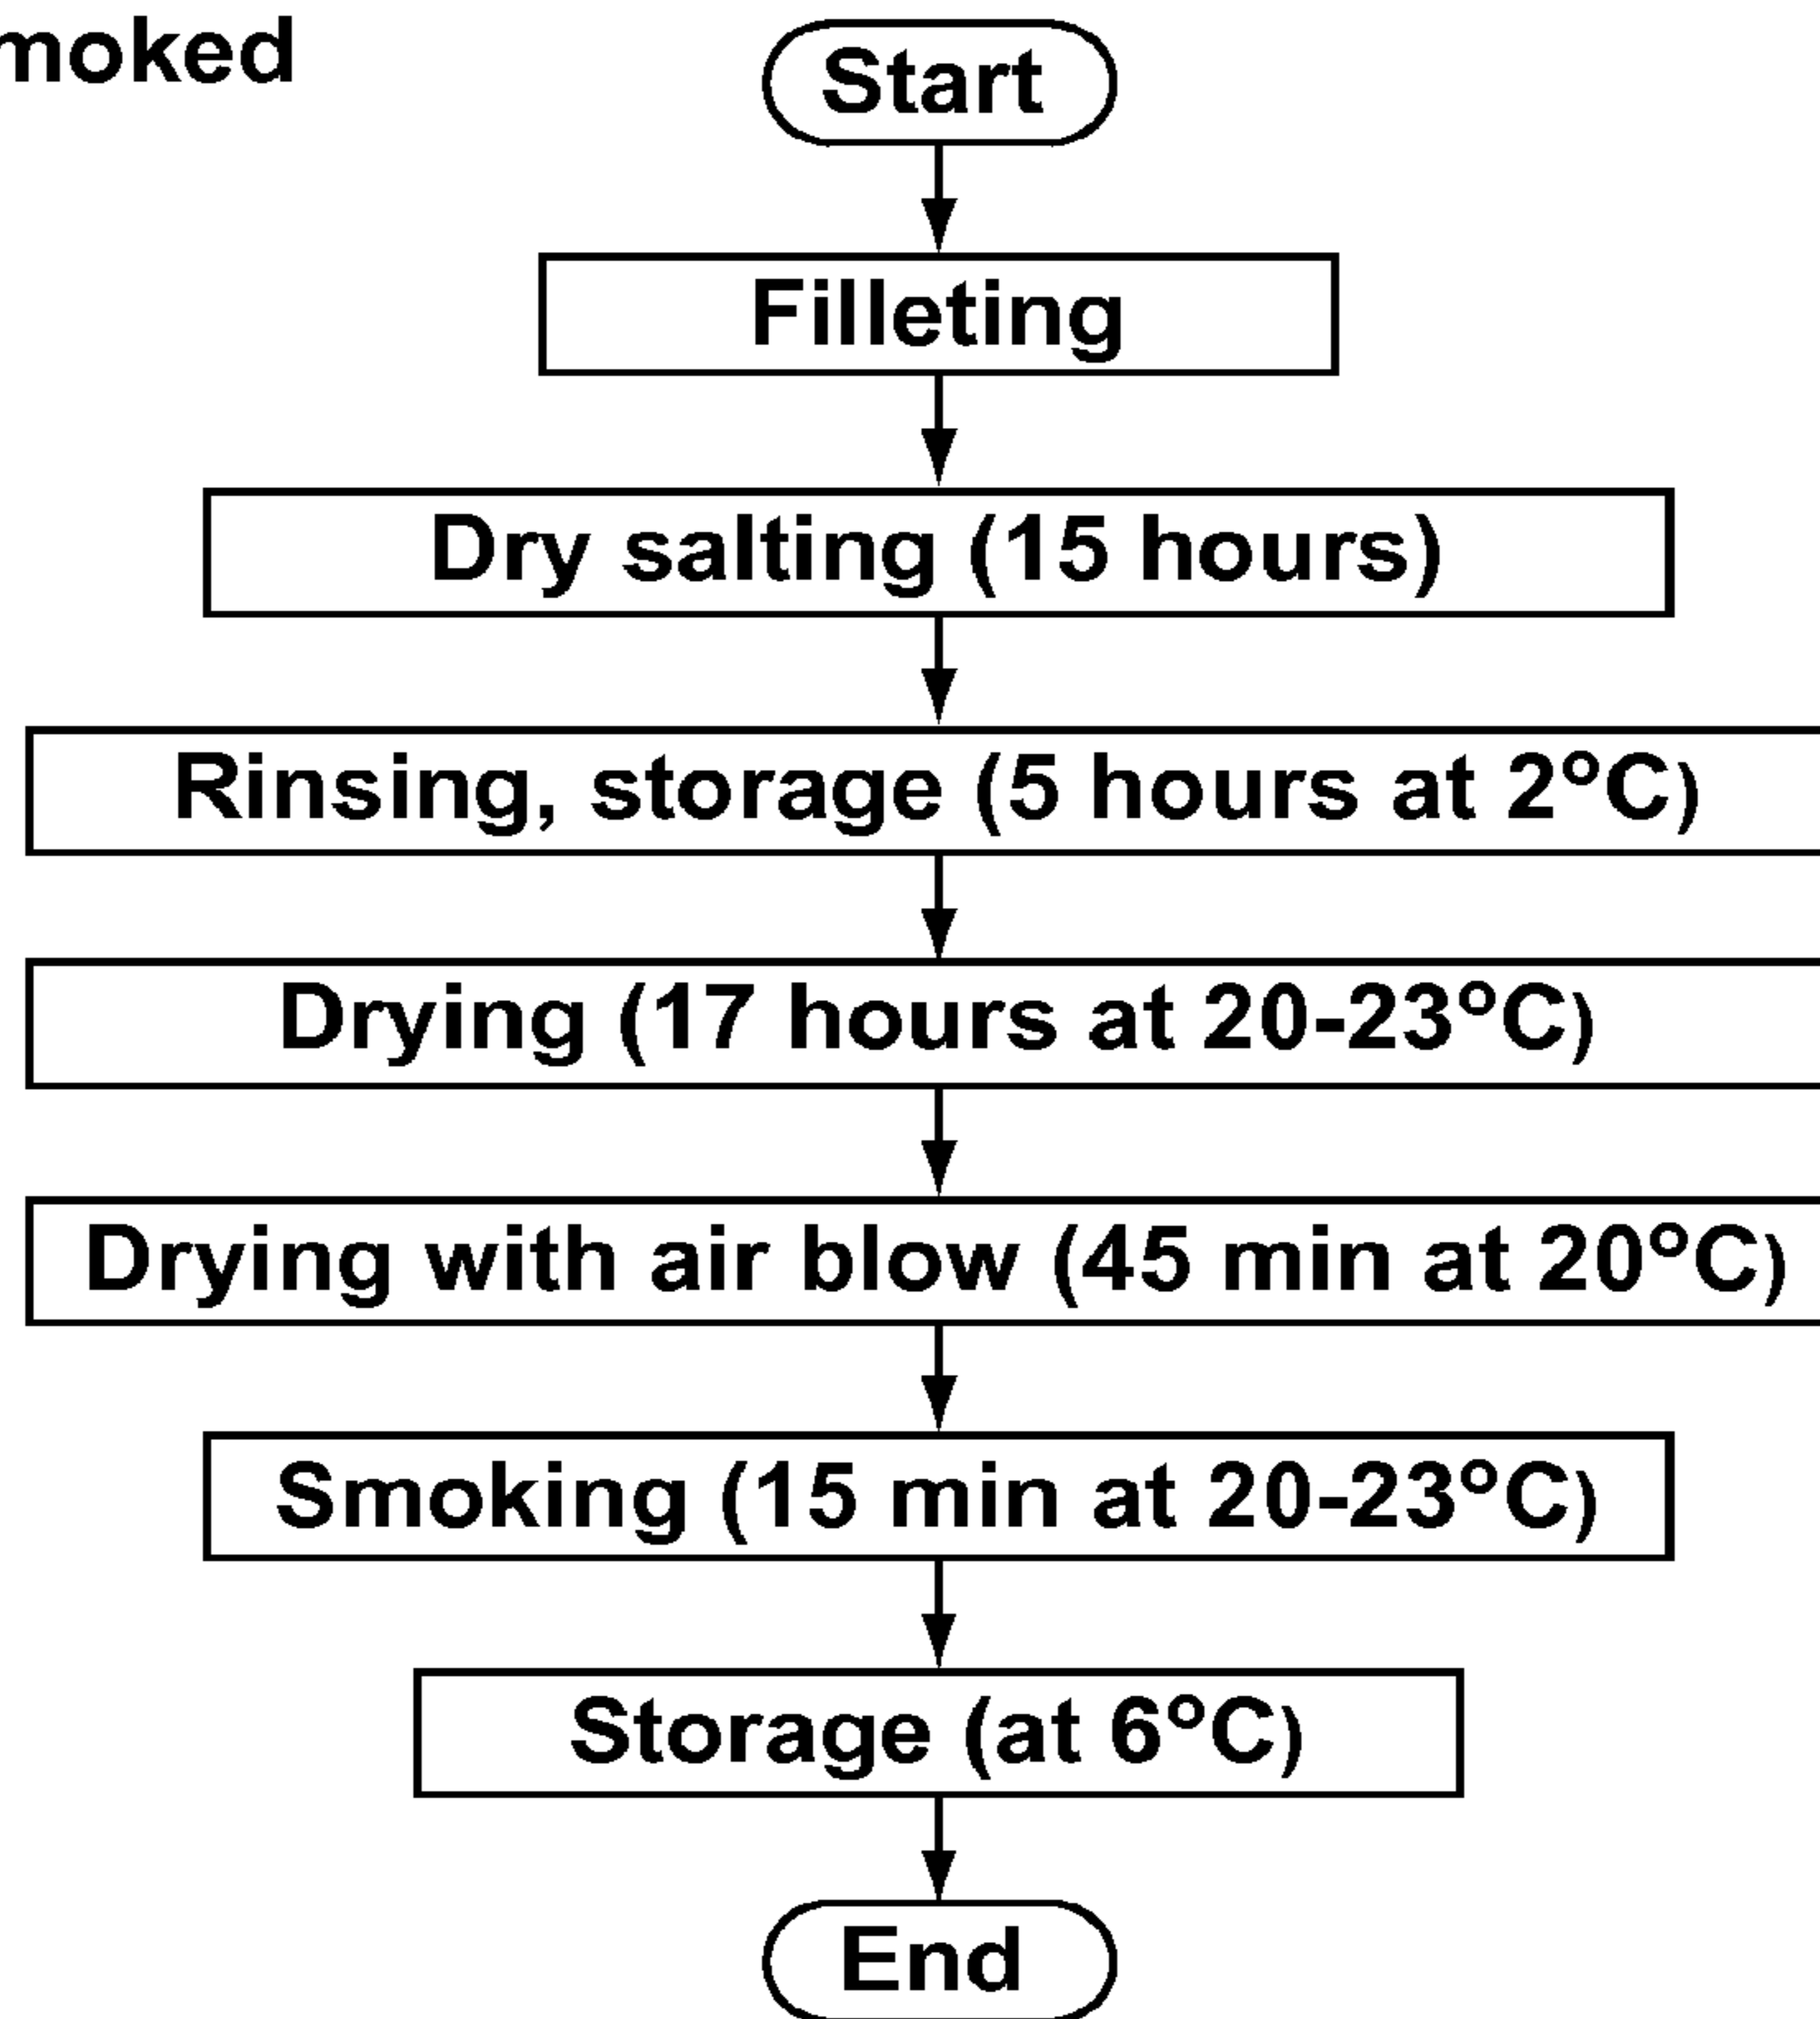 moked
Start
Filleting
Dry salting (15 hours)
Rinsing, storage (5 hours at 2°C)
Drying (17 hours at 20-23°C)
Drying with air blow (45 min at 20°C)
Smoking (15 min at 20-23°C)
Storage (at 6°C)
End